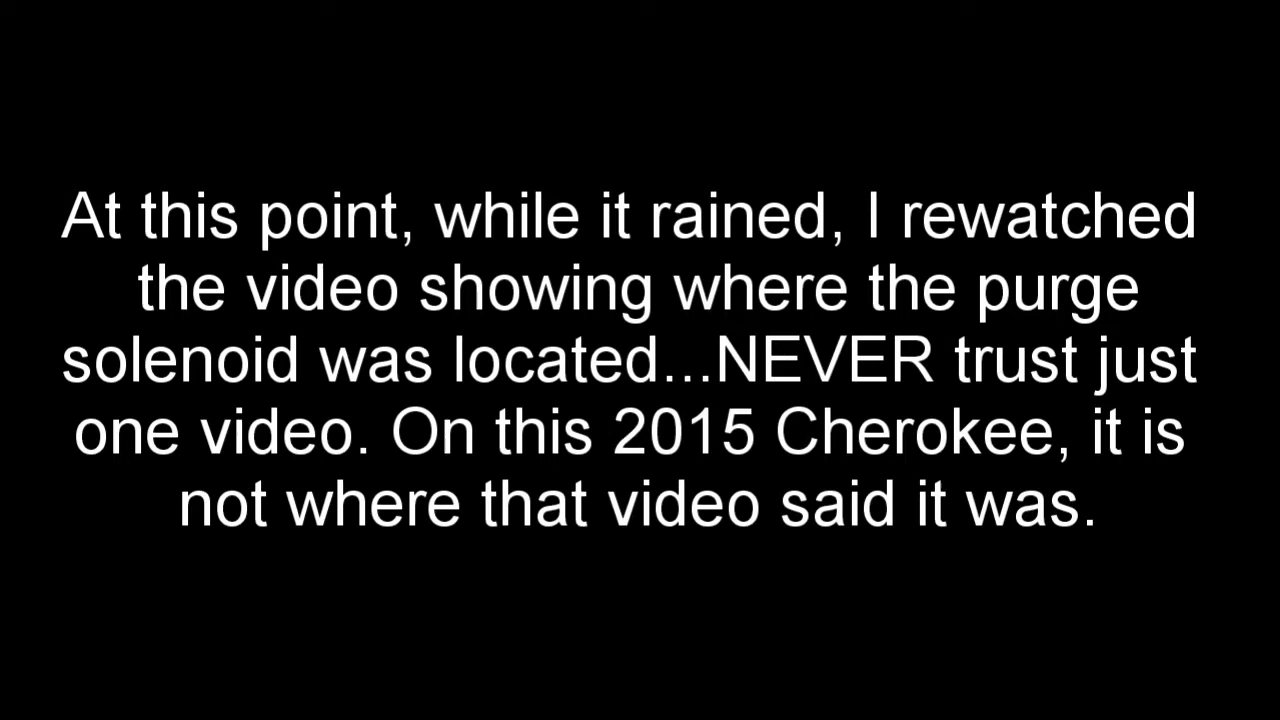 At this point, while it rained, I rewatched
the video showing where the purge
solenoid was located...NEVER trust just
one video. On this 2015 Cherokee, it is
not where that video said it was.